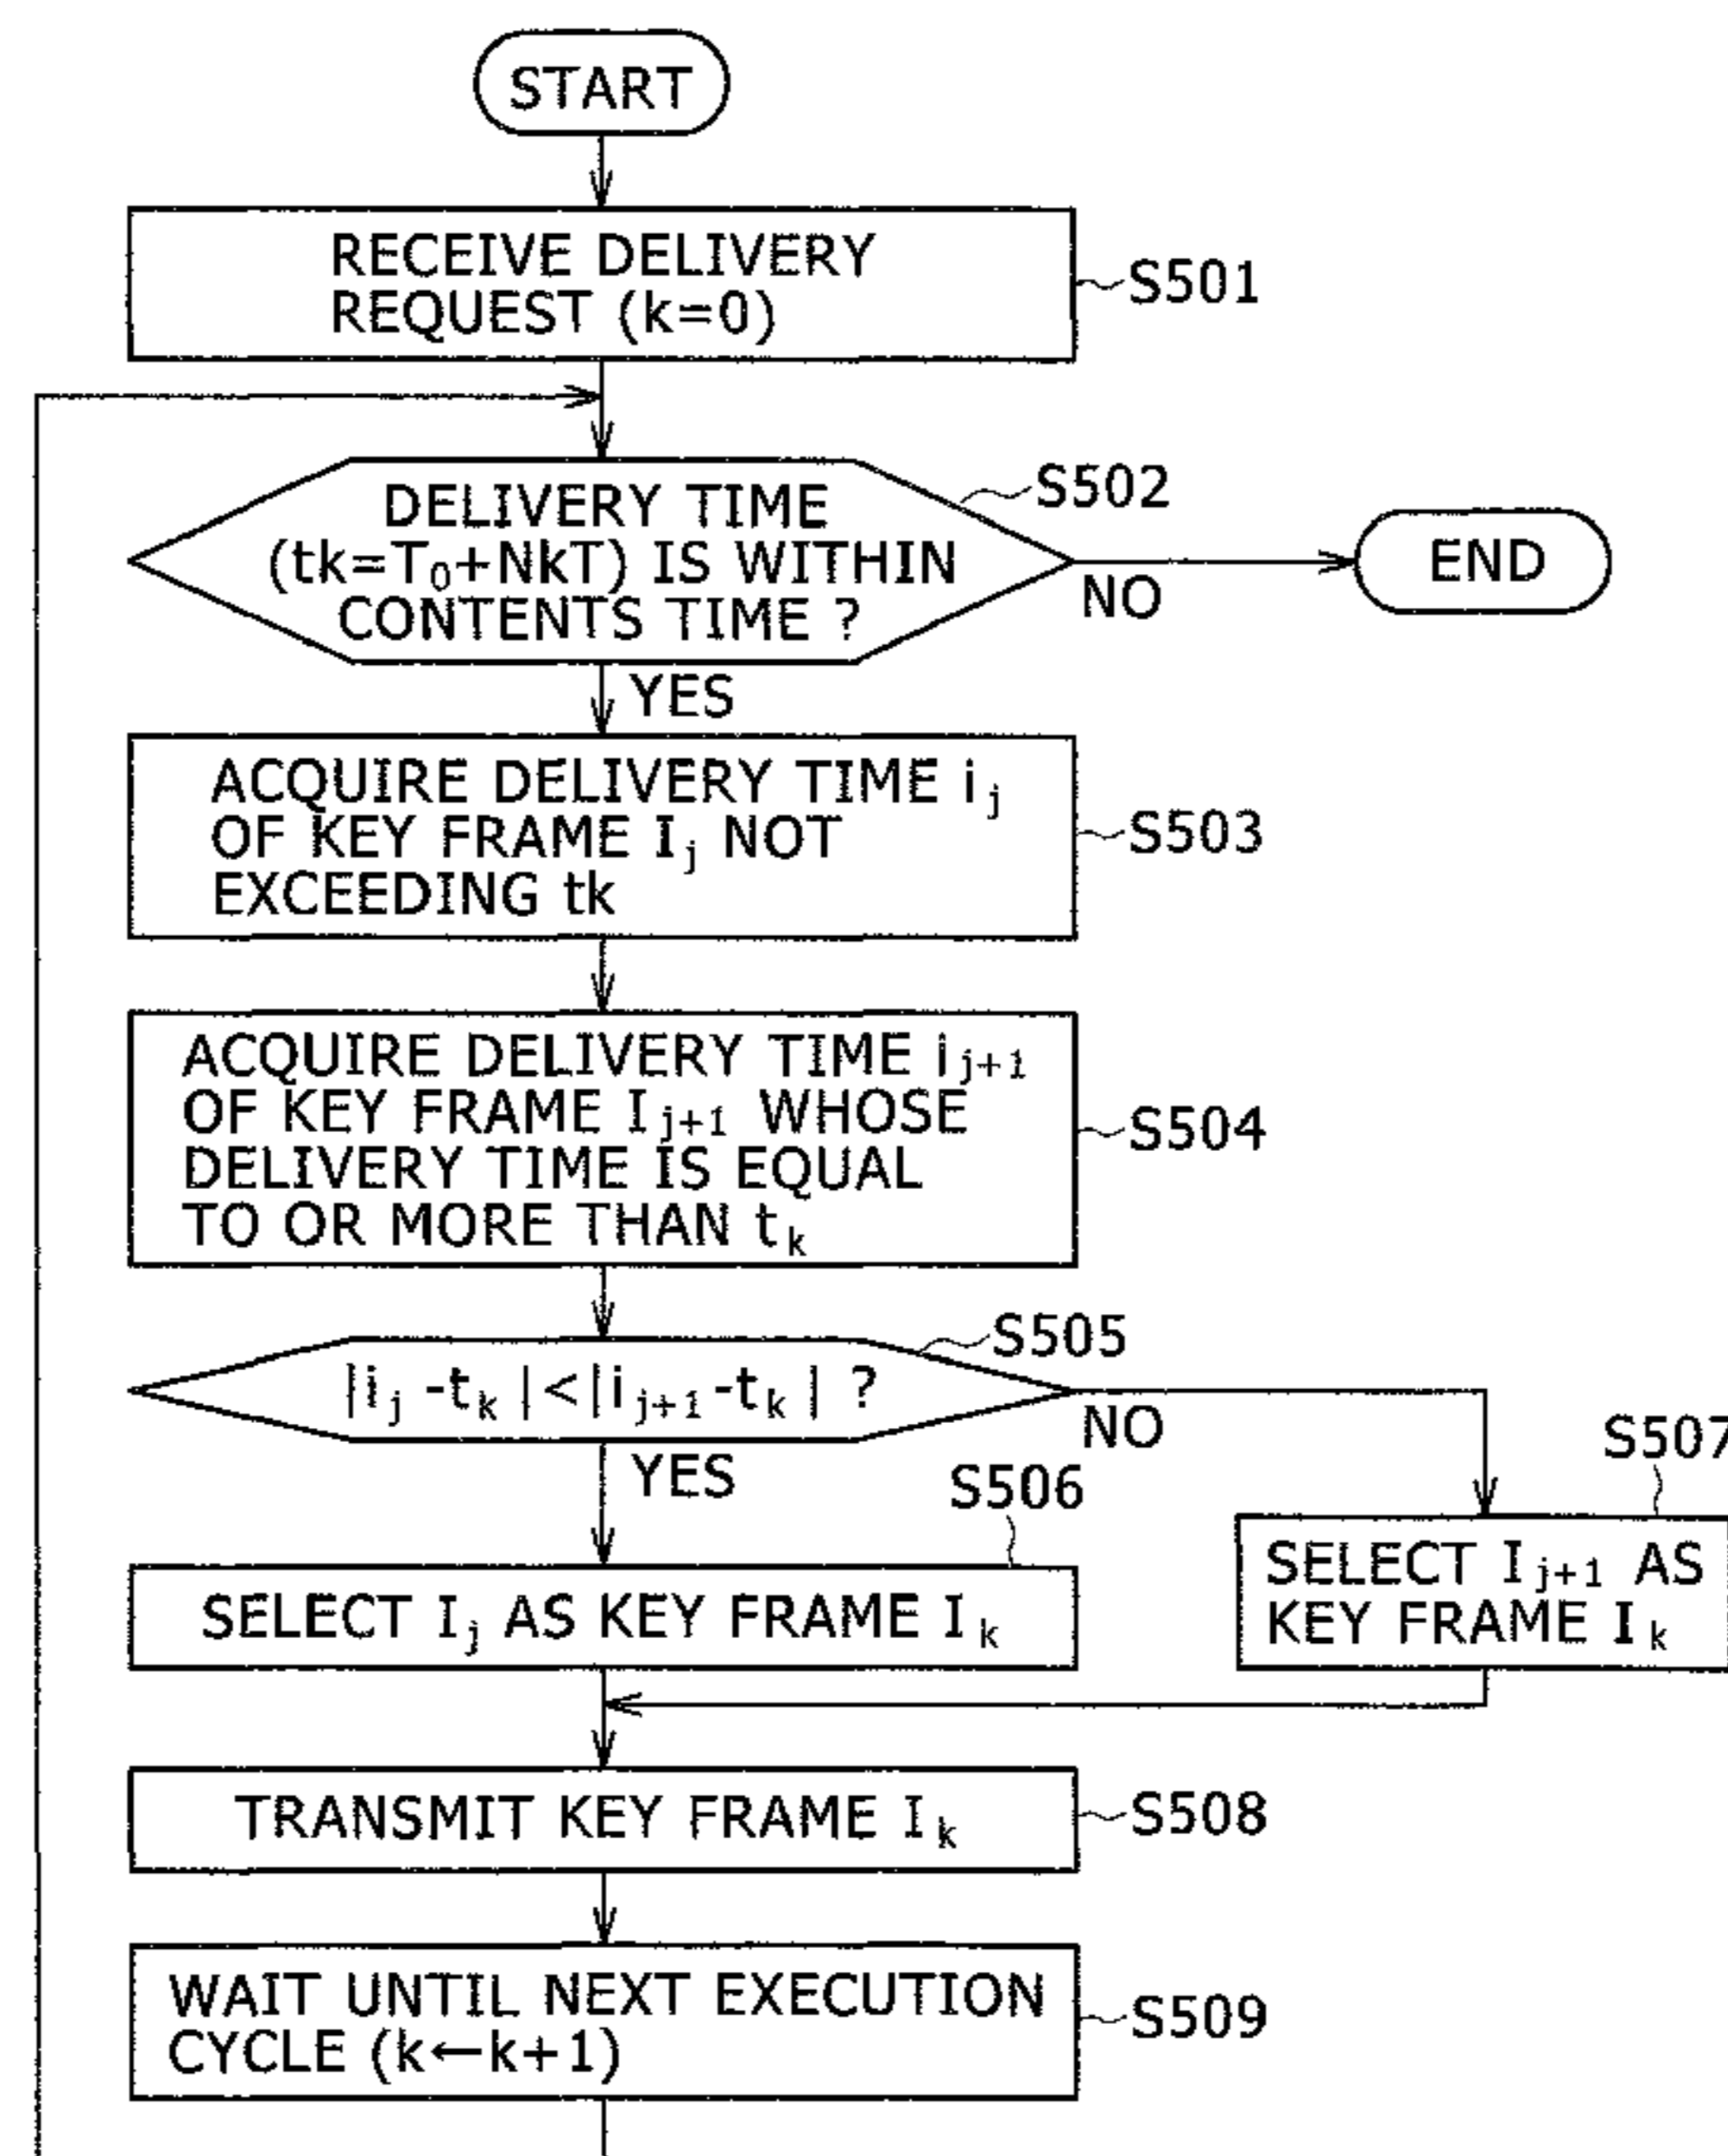 START
RECEIVE DELIVERY
REQUEST (k=0)
S501
S502
DELIVERY TIME
(tk=T₀+NkT) IS WITHIN
CONTENTS TIME ?
NO
END
YES
ACQUIRE DELIVERY TIME iⱼ
OF KEY FRAME Iⱼ NOT
EXCEEDING tk
S503
ACQUIRE DELIVERY TIME iⱼ₊₁
OF KEY FRAME Iⱼ₊₁ WHOSE
DELIVERY TIME IS EQUAL
TO OR MORE THAN tₖ
S504
S505
|iⱼ-tₖ|<|iⱼ₊₁-tₖ| ?
NO
YES
S506
S507
SELECT Iⱼ AS KEY FRAME Iₖ
SELECT Iⱼ₊₁ AS
KEY FRAME Iₖ
TRANSMIT KEY FRAME Iₖ
S508
WAIT UNTIL NEXT EXECUTION
CYCLE (k←k+1)
S509